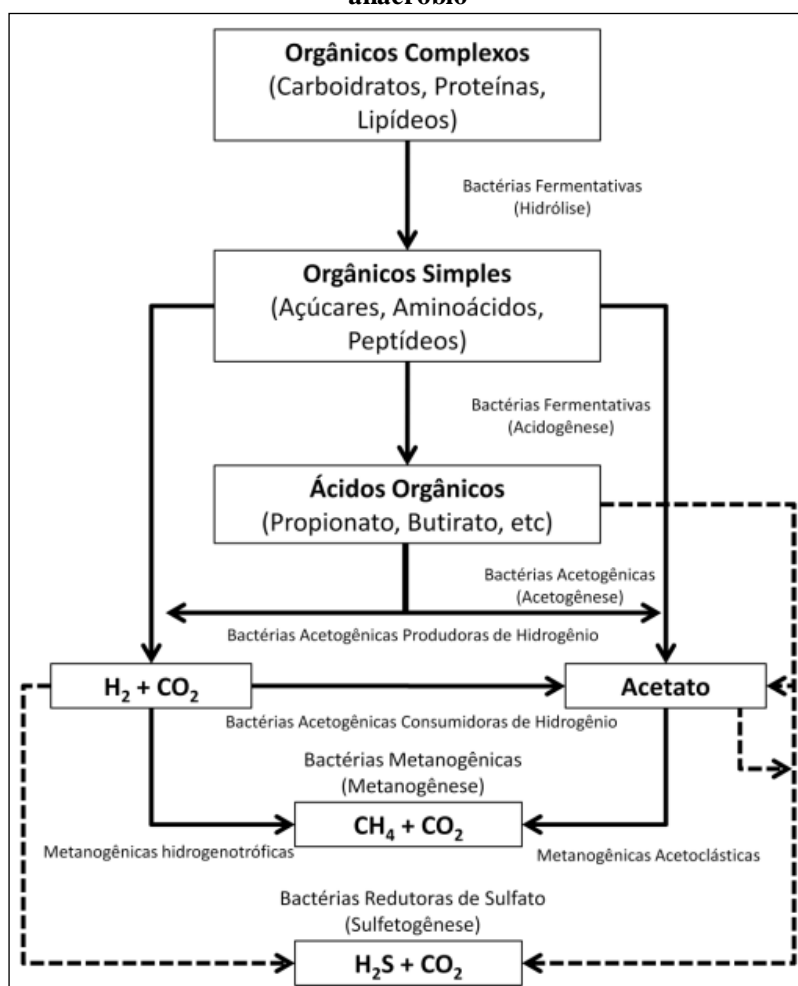 anaeróbio
Orgânicos Complexos
(Carboidratos, Proteínas,
Lipídeos)
Bactérias Fermentativas
(Hidrólise)
Orgânicos Simples
(Açúcares, Aminoácidos,
Peptídeos)
Bactérias Fermentativas
(Acidogênese)
Ácidos Orgânicos
(Propionato, Butirato, etc)
Bactérias Acetogênicas
(Acetogênese)
Bactérias Acetogênicas Produdoras de Hidrogênio
H₂ + CO₂
Acetato
Bactérias Acetogênicas Consumidoras de Hidrogênio
Bactérias Metanogênicas
(Metanogênese)
CH₄ + CO₂
Metanogênicas hidrogenotróficas
Metanogênicas Acetoclásticas
Bactérias Redutoras de Sulfato
(Sulfetogênese)
H₂S + CO₂